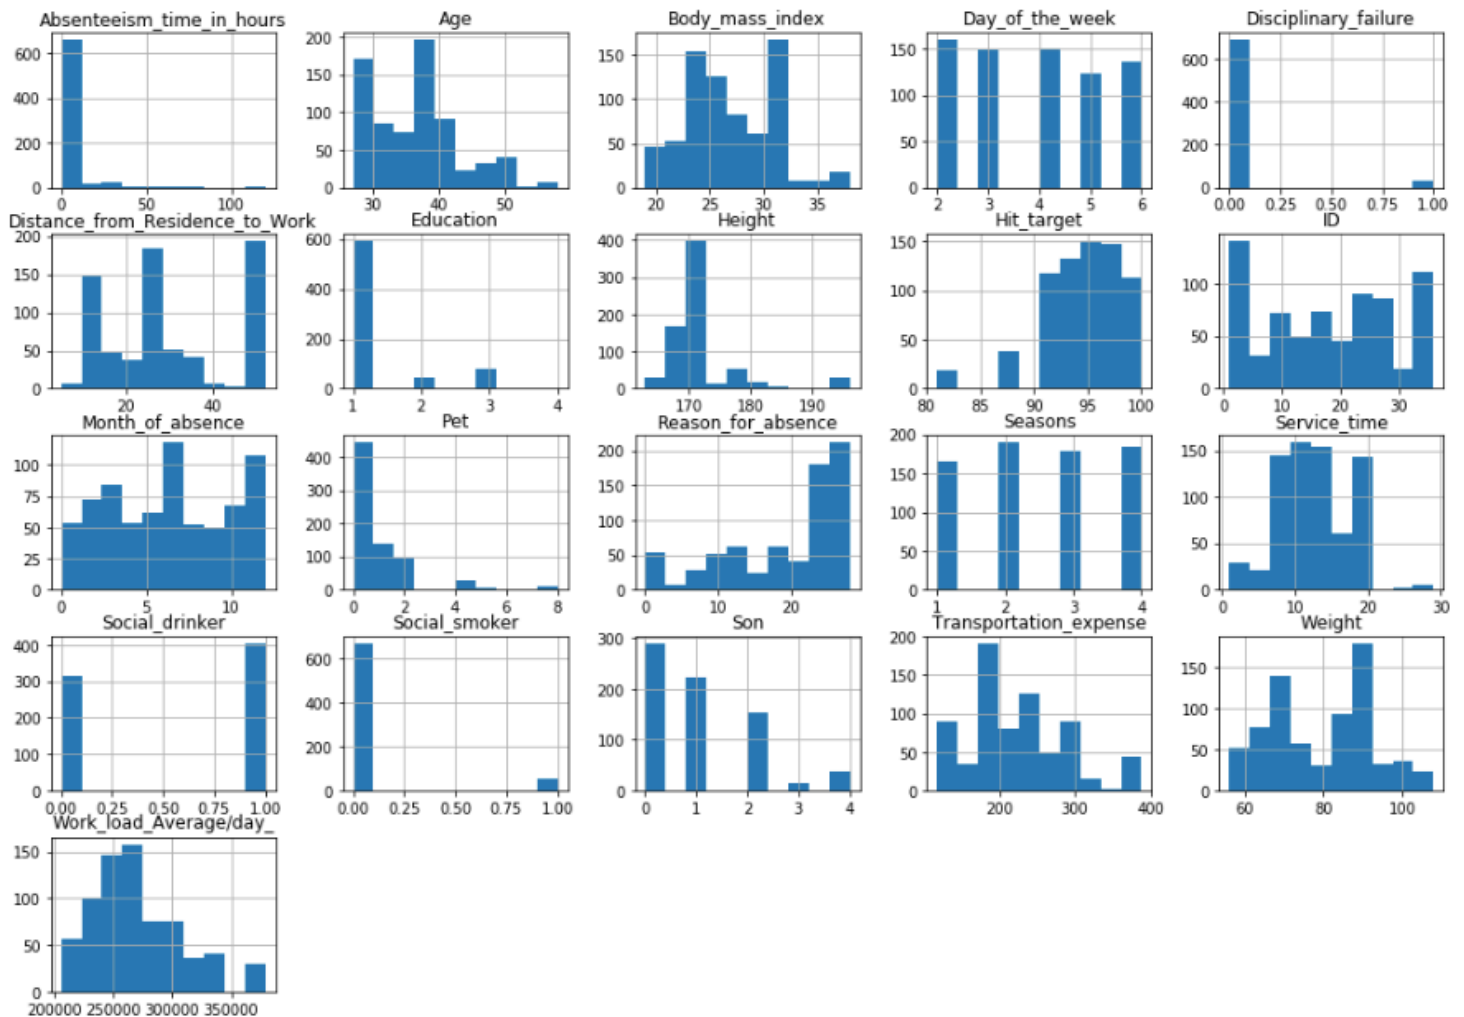 Absenteeism_time_in_hours Age Body_mass_index Day_of_the_week Disciplinary_failure
600 400 200 0
0 50 100
200 150 100 50 0
30 40 50
150 100 50 0
20 25 30 35
150 100 50 0
2 3 4 5 6
600 400 200 0
0.00 0.25 0.50 0.75 1.00
Distance_from_Residence_to_Work Education Height Hit_target ID
200 150 100 50 0
20 40
600 400 200 0
1 2 3 4
400 300 200 100 0
170 180 190
150 100 50 0
80 85 90 95 100
100 50 0
0 10 20 30
Month_of_absence Pet Reason_for_absence Seasons Service_time
100 75 50 25 0
0 5 10
400 300 200 100 0
0 2 4 6 8
200 150 100 50 0
0 10 20
200 150 100 50 0
1 2 3 4
150 100 50 0
0 10 20 30
Social_drinker Social_smoker Son Transportation_expense Weight
400 300 200 100 0
0.00 0.25 0.50 0.75 1.00
600 400 200 0
0.00 0.25 0.50 0.75 1.00
300 200 100 0
0 1 2 3 4
200 150 100 50 0
200 300 400
150 100 50 0
60 80 100
Work_load_Average/day_
150 100 50 0
200000 250000 300000 350000